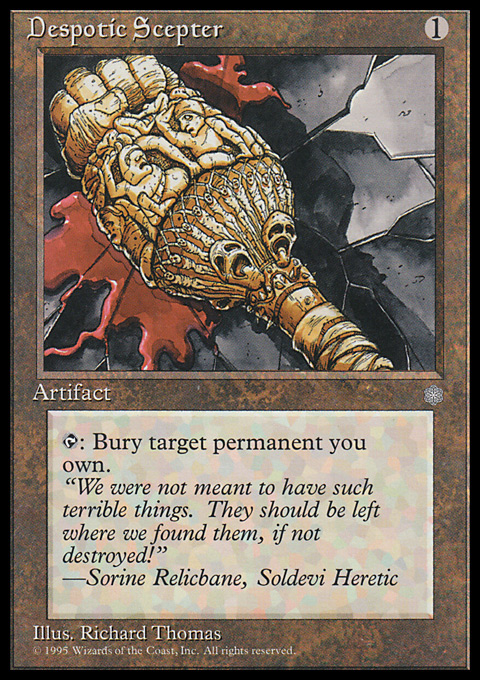 Despotic Scepter 1
Artifact
: Bury target permanent you
own.
“We were not meant to have such
terrible things. They should be left
where we found them, if not
destroyed!”
—Sorine Relicbane, Soldevi Heretic
Illus. Richard Thomas
© 1995 Wizards of the Coast, Inc. All rights reserved.